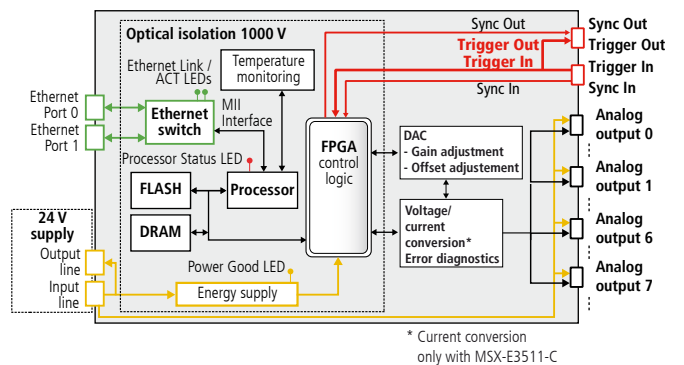 Optical isolation 1000 V
Sync Out
Trigger Out
Trigger In
Sync In
Sync Out
Trigger Out
Trigger In
Sync In
Ethernet Link /
ACT LEDs
Temperature
monitoring
Ethernet
Port 0
Ethernet
Port 1
Ethernet
switch
MII
Interface
Processor Status LED
FLASH
Processor
DRAM
FPGA
control
logic
DAC
- Gain adjustment
- Offset adjustement
Voltage/
current
conversion*
Error diagnostics
Analog
output 0
Analog
output 1
Analog
output 6
Analog
output 7
24 V
supply
Output
line
Input
line
Power Good LED
Energy supply
* Current conversion
only with MSX-E3511-C